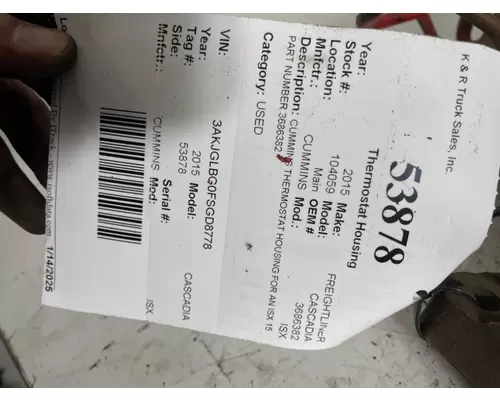 K & R Truck Sales, Inc.
53878
Thermostat Housing
Year: 2015 Make: FREIGHTLINER
Stock #: 104059 Model: CASCADIA
Location: Main OEM # 3686382
Mnfctr.: CUMMINS Mod.: ISX
Description: CUMMINS THERMOSTAT HOUSING FOR AN ISX 15
PART NUMBER 3686382
Category: USED
VIN: 3AKJGLBG0FSGD8778
Year: 2015 Model: CASCADIA
Tag #: 53878
Side: Serial #:
Mnfctr.: CUMMINS Mod: ISX
1/14/2025